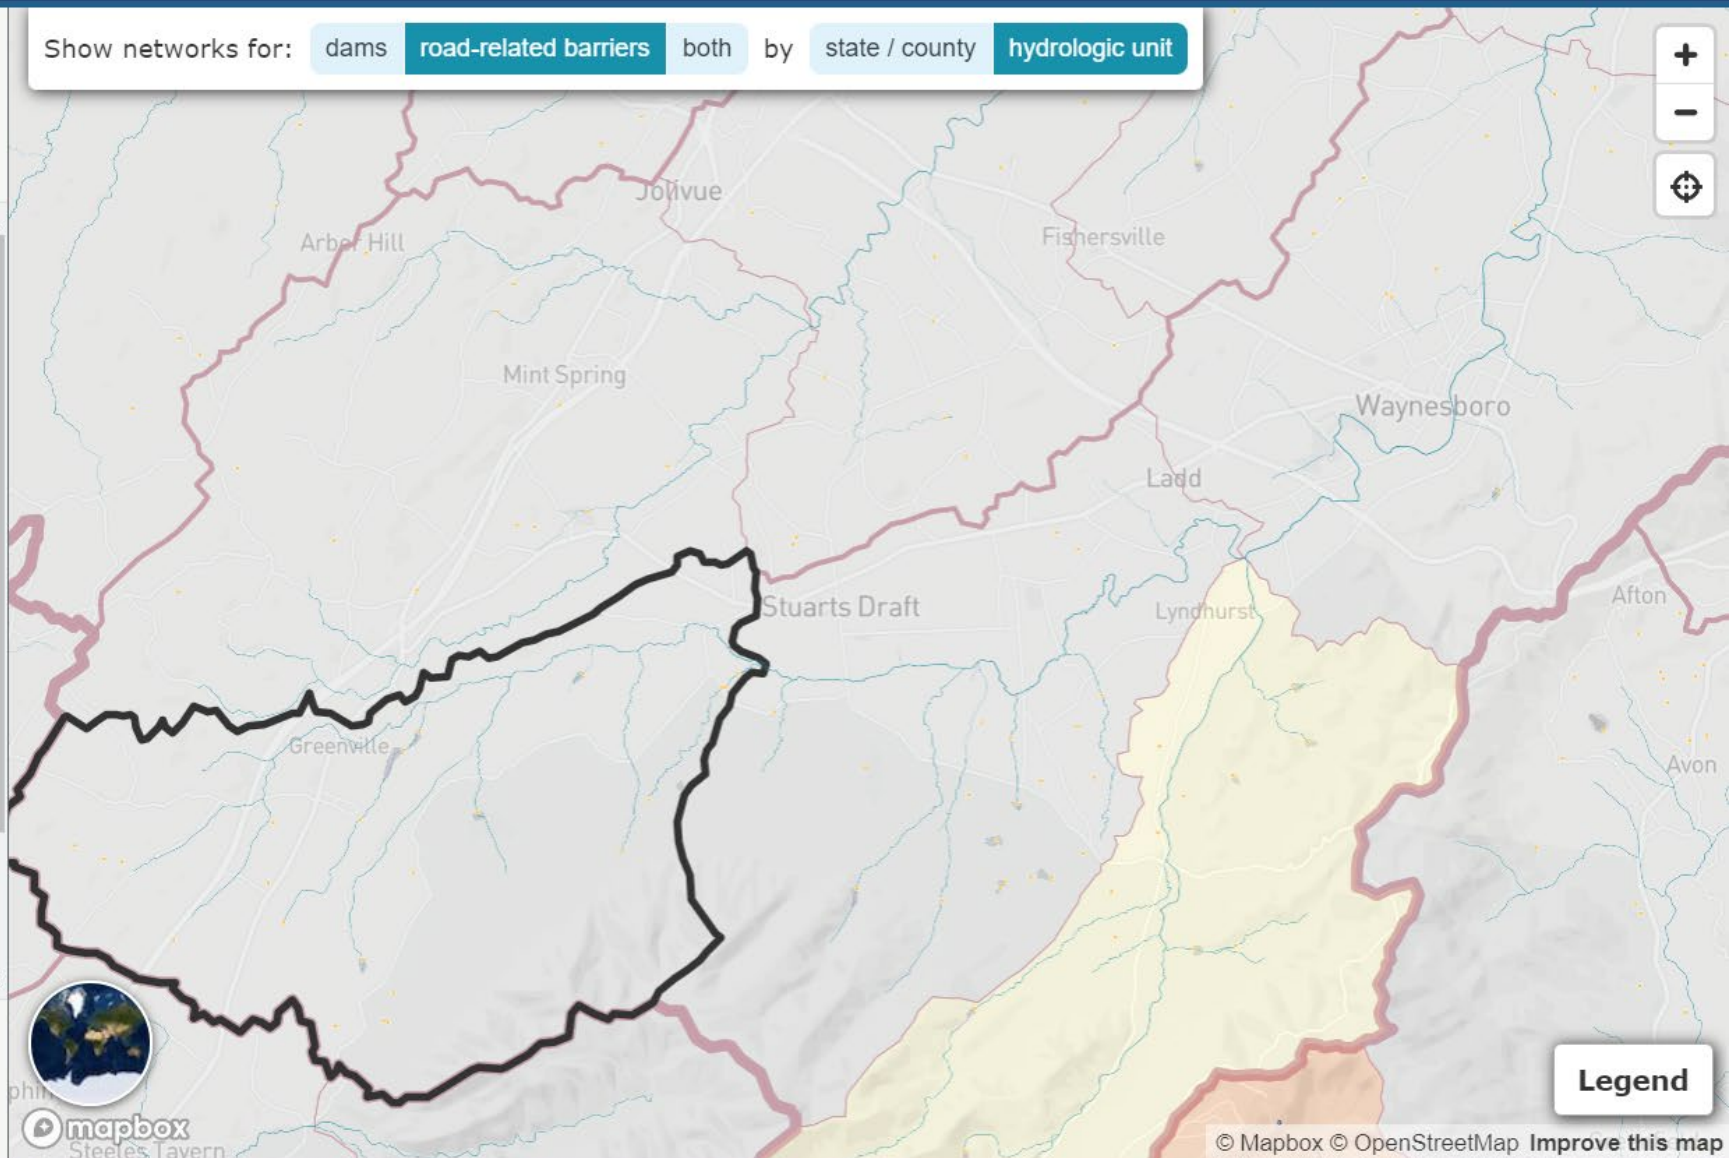 Show networks for: dams road-related barriers both by state / county hydrologic unit
+
−
Jolivue
Arbor Hill
Fishersville
Mint Spring
Waynesboro
Ladd
Stuarts Draft
Lyndhurst
Afton
Greenville
Avon
Legend
mapbox
Steeles Tavern
© Mapbox © OpenStreetMap Improve this map